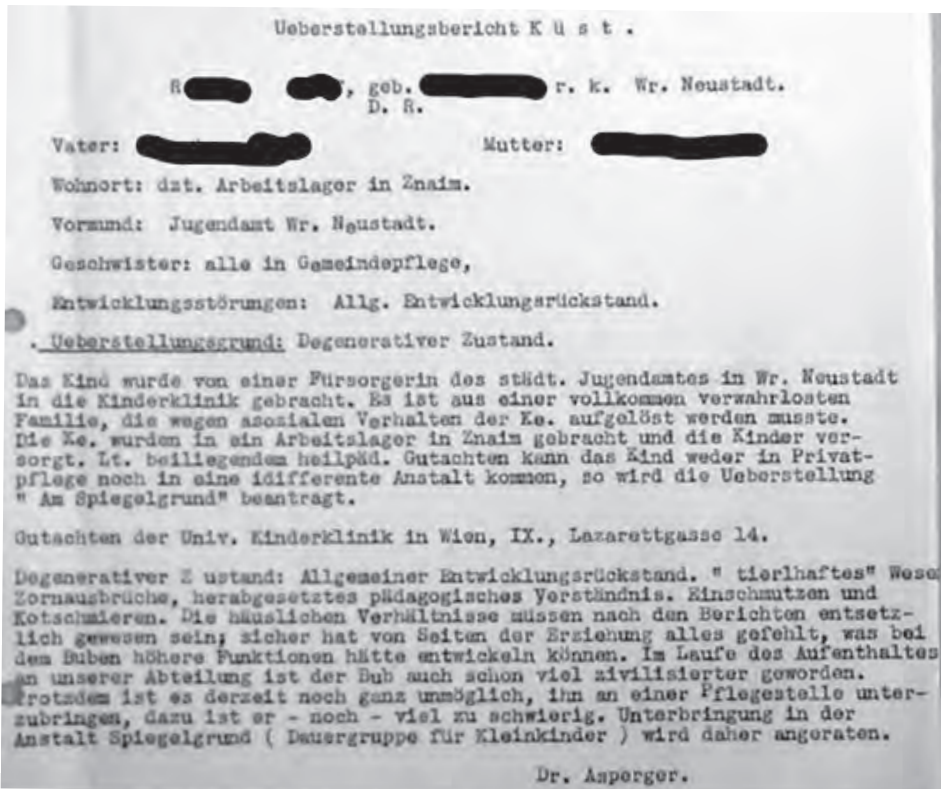 Ueberstellungsbericht K ü s t .
R , geb. r. k. Wr. Neustadt.
D. R.
Vater: Mutter:
Wohnort: dzt. Arbeitslager in Znaim.
Vormund: Jugendamt Wr. Neustadt.
Geschwister: alle in Gemeindepflege,
Entwicklungsstörungen: Allg. Entwicklungsrückstand.
. Ueberstellungsgrund: Degenerativer Zustand.
Das Kind wurde von einer Fürsorgerin des städt. Jugendamtes in Wr. Neustadt
in die Kinderklinik gebracht. Es ist aus einer vollkommen verwahrlosten
Familie, die wegen asozialen Verhalten der Ke. aufgelöst werden musste.
Die Ke. wurden in ein Arbeitslager in Znaim gebracht und die Kinder ver-
sorgt. Lt. beiliegendem heilpäd. Gutachten kann das Kind weder in Privat-
pflege noch in eine idifferente Anstalt kommen, so wird die Ueberstellung
" Am Spiegelgrund" beantragt.
Gutachten der Univ. Kinderklinik in Wien, IX., Lazarettgasse 14.
Degenerativer Z ustand: Allgemeiner Entwicklungsrückstand. " tierlhaftes" Wese
Zornausbrüche, herabgesetztes pädagogisches Verständnis. Einschmutzen und
Kotschmieren. Die häuslichen Verhältnisse müssen nach den Berichten entsetz-
lich gewesen sein; sicher hat von Seiten der Erziehung alles gefehlt, was bei
dem Buben höhere Funktionen hätte entwickeln können. Im Laufe des Aufenthaltes
an unserer Abteilung ist der Bub auch schon viel zivilisierter geworden.
Trotzdem ist es derzeit noch ganz unmöglich, ihn an einer Pflegestelle unter-
zubringen, dazu ist er - noch - viel zu schwierig. Unterbringung in der
Anstalt Spiegelgrund ( Dauergruppe für Kleinkinder ) wird daher angeraten.
Dr. Asperger.